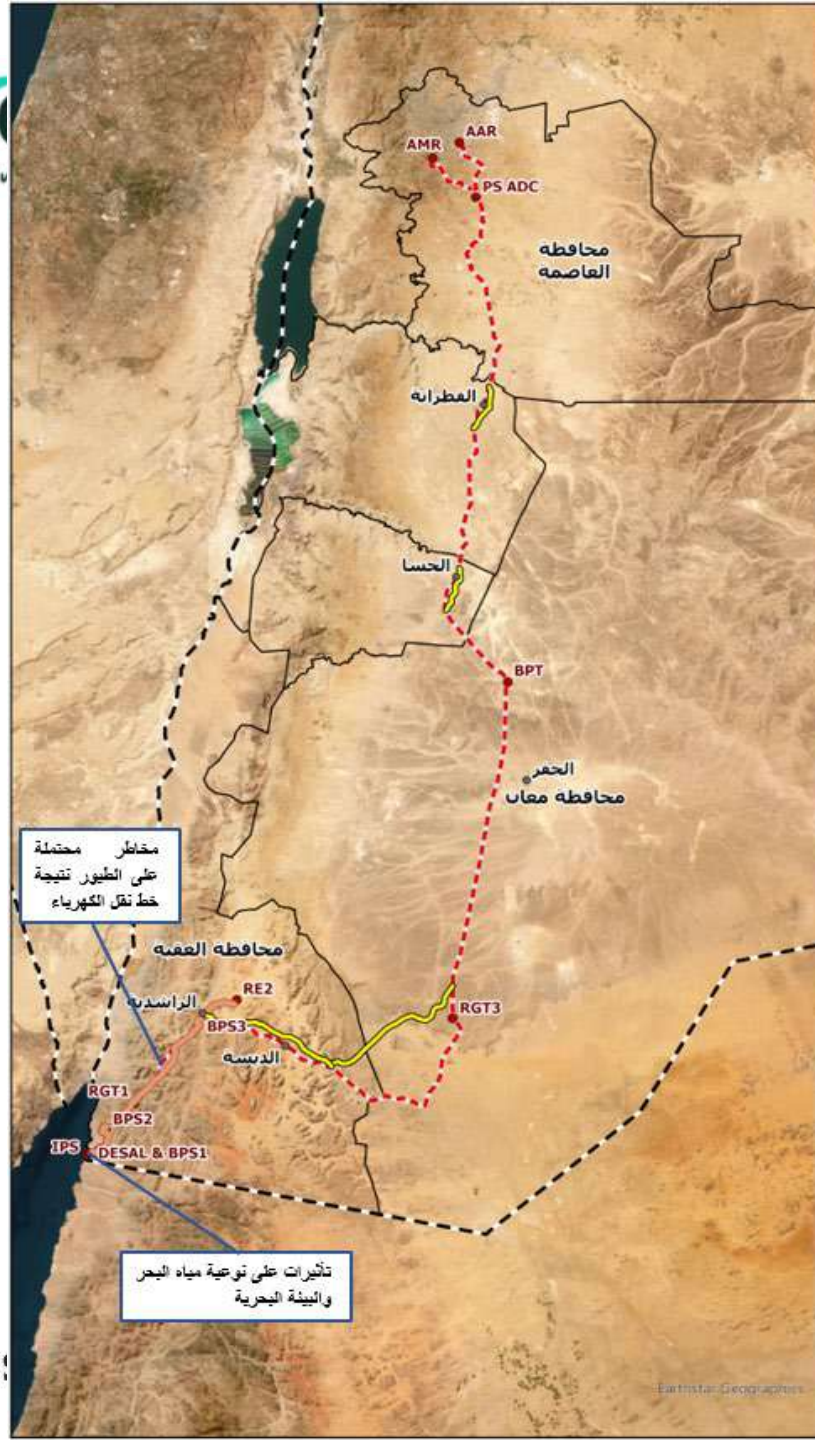 AAR
AMR
PS ADC
محافظة
العاصمة
القطرانة
الحسا
BPT
الجفر
محافظة معان
مخاطر محتملة
على الطيور نتيجة
خط نقل الكهرباء
محافظة العقبة
RE2
الراشدية
BPS3
RGT3
الديسة
RGT1
BPS2
IPS
DESAL & BPS1
تأثيرات على نوعية مياه البحر
والبيئة البحرية
Earthstar Geographics